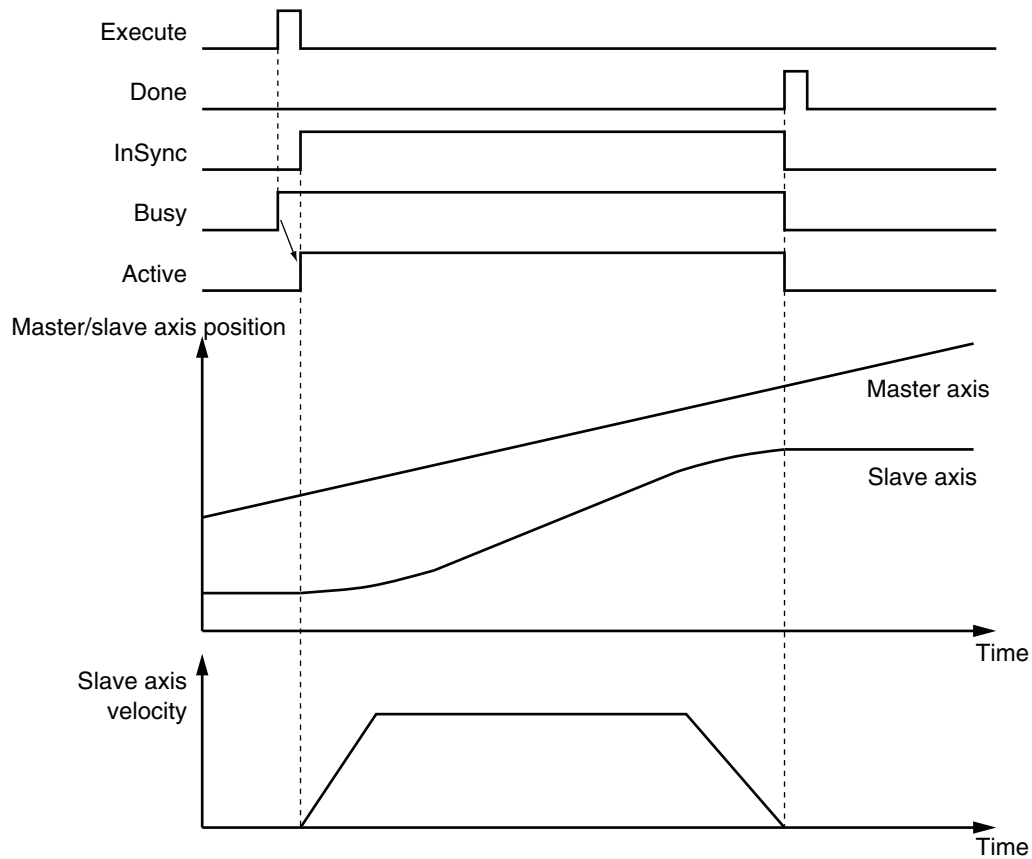 Execute
Done
InSync
Busy
Active
Master/slave axis position
Master axis
Slave axis
Time
Slave axis
velocity
Time